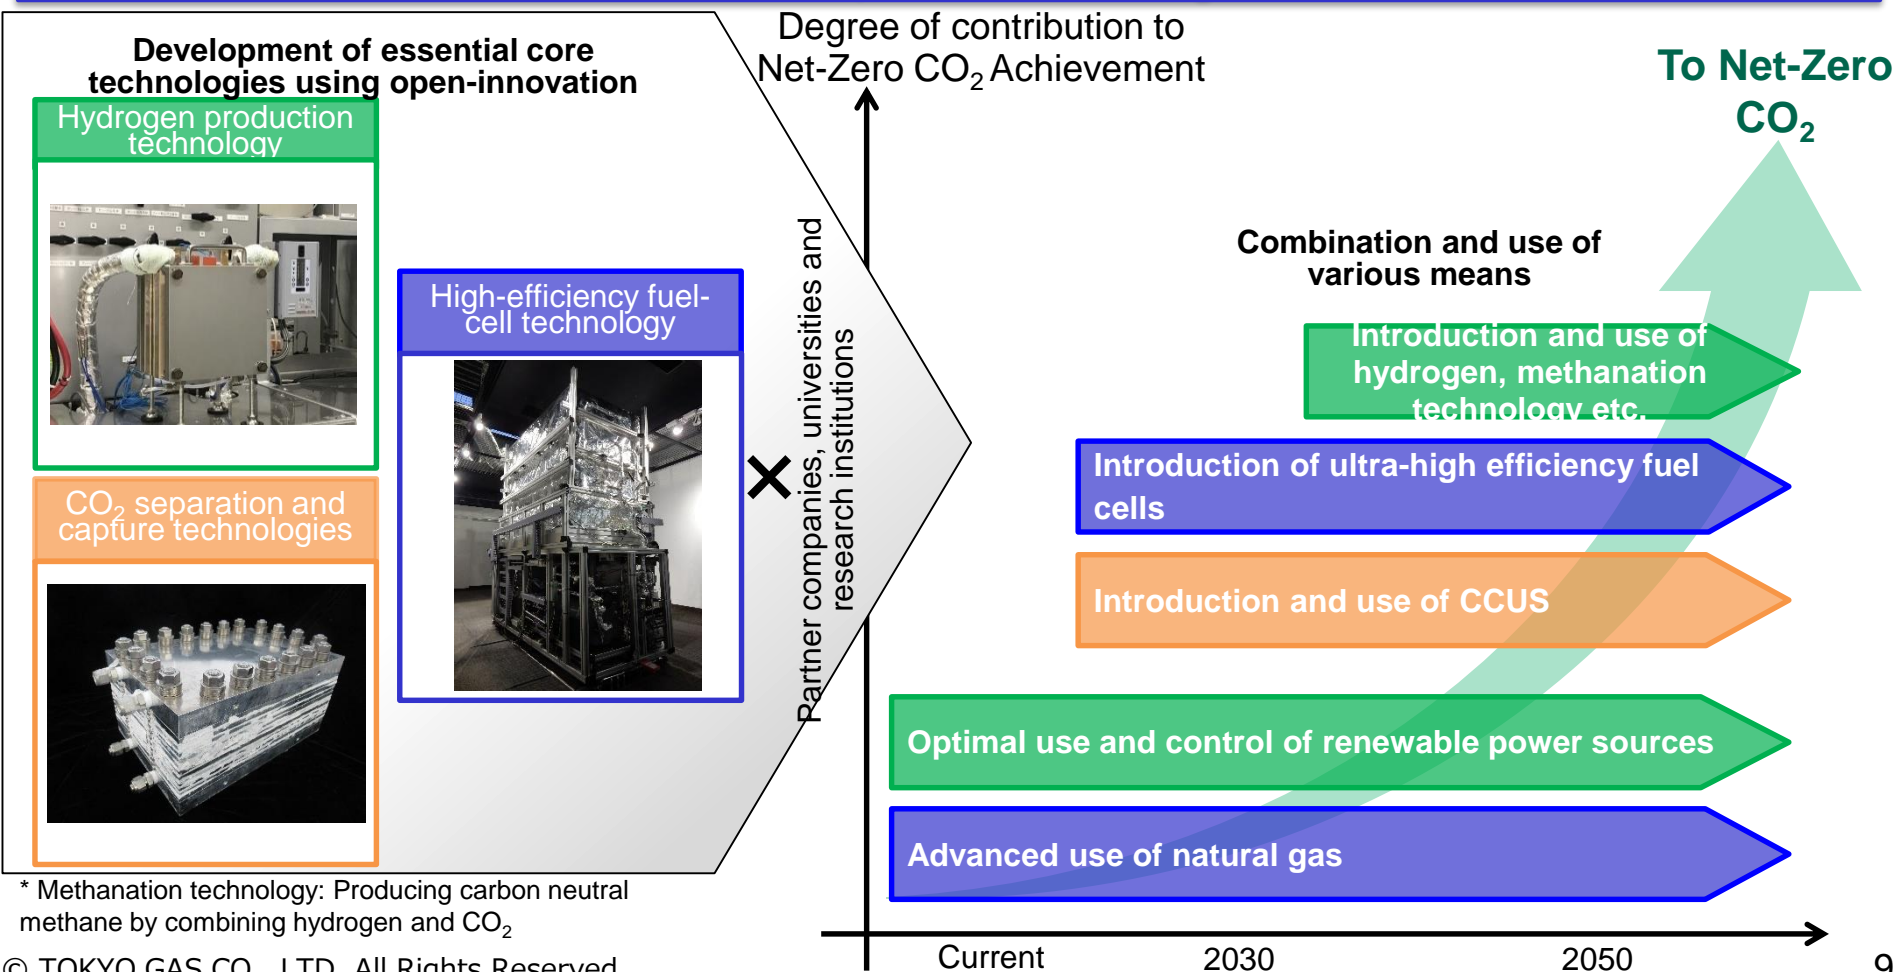 Development of essential core
technologies using open-innovation
Hydrogen production
technology
CO₂ separation and
capture technologies
High-efficiency fuel-
cell technology
×
Partner companies, universities and
research institutions
* Methanation technology: Producing carbon neutral
methane by combining hydrogen and CO₂
© TOKYO GAS CO., LTD. All Rights Reserved
Degree of contribution to
Net-Zero CO₂ Achievement
To Net-Zero
CO₂
Combination and use of
various means
Introduction and use of
hydrogen, methanation
technology etc.
Introduction of ultra-high efficiency fuel
cells
Introduction and use of CCUS
Optimal use and control of renewable power sources
Advanced use of natural gas
Current
2030
2050
9